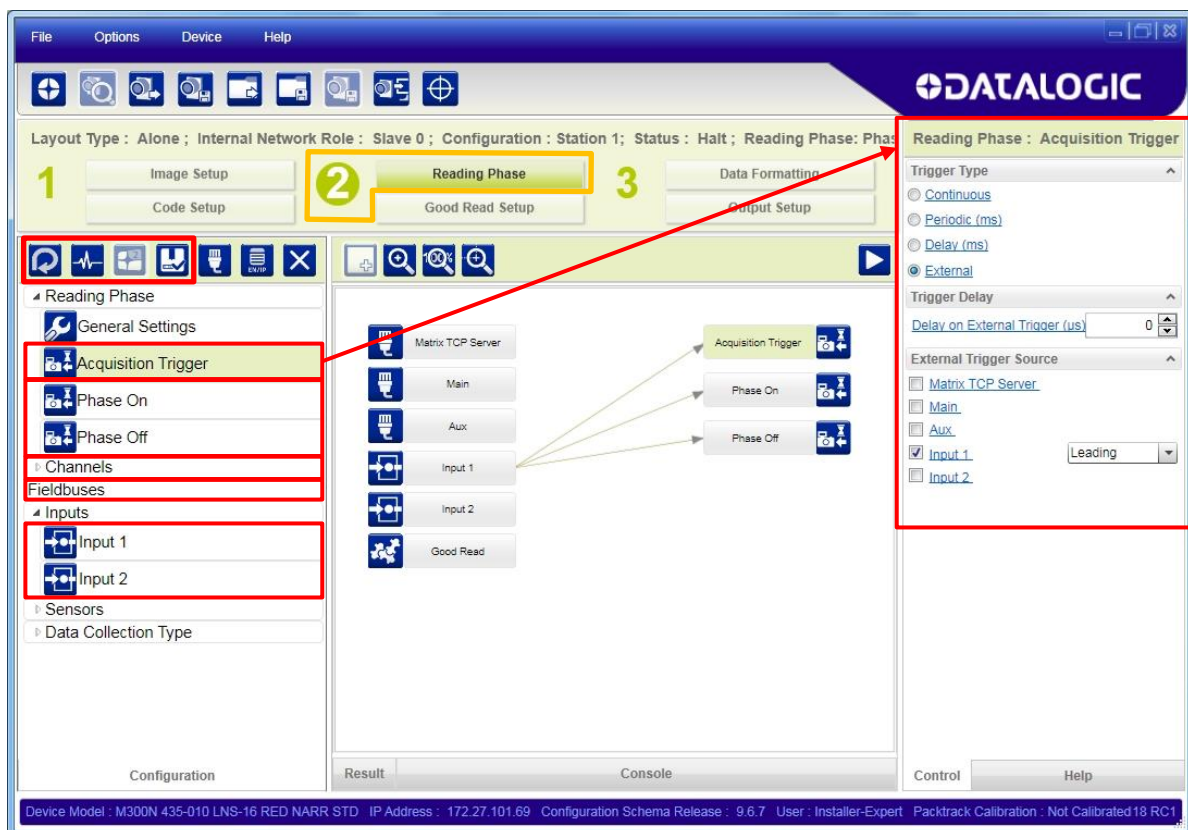 File Options Device Help
DATALOGIC
Layout Type : Alone ; Internal Network Role : Slave 0 ; Configuration : Station 1; Status : Halt ; Reading Phase: Phas
1
Image Setup
Code Setup
2
Reading Phase
Good Read Setup
3
Data Formatting
Output Setup
EN/IP
Reading Phase
General Settings
Acquisition Trigger
Phase On
Phase Off
Channels
Fieldbuses
Inputs
Input 1
Input 2
Sensors
Data Collection Type
Configuration
100%
Matrix TCP Server
Main
Aux
Input 1
Input 2
Good Read
Acquisition Trigger
Phase On
Phase Off
Result Console
Reading Phase : Acquisition Trigger
Trigger Type
Continuous
Periodic (ms)
Delay (ms)
External
Trigger Delay
Delay on External Trigger (us) 0
External Trigger Source
Matrix TCP Server
Main
Aux
Input 1 Leading
Input 2
Control Help
Device Model : M300N 435-010 LNS-16 RED NARR STD IP Address : 172.27.101.69 Configuration Schema Release : 9.6.7 User : Installer-Expert Packtrack Calibration : Not Calibrated 18 RC1